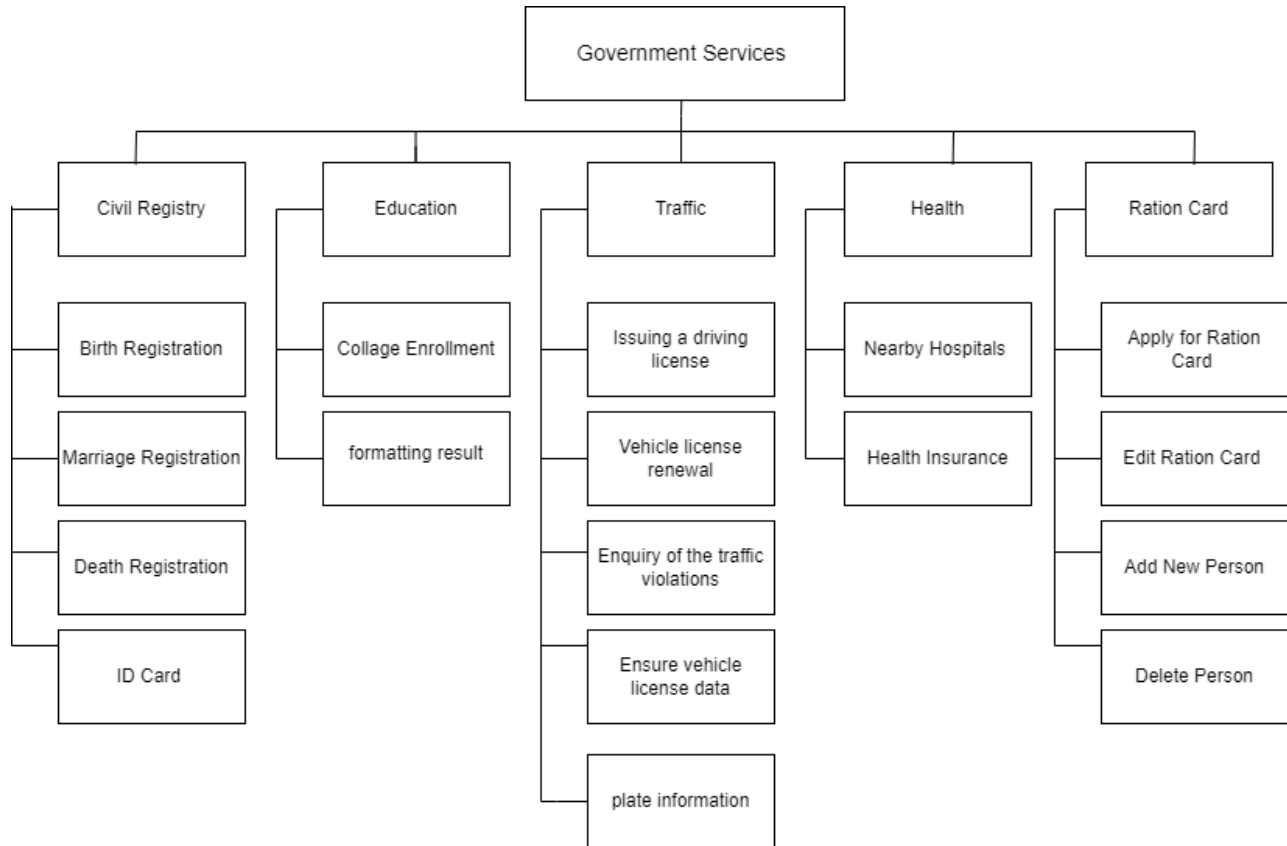 Government Services
Civil Registry
Education
Traffic
Health
Ration Card
Birth Registration
Collage Enrollment
Issuing a driving
license
Nearby Hospitals
Apply for Ration
Card
Marriage Registration
formatting result
Vehicle license
renewal
Health Insurance
Edit Ration Card
Death Registration
Enquiry of the traffic
violations
Add New Person
ID Card
Ensure vehicle
license data
Delete Person
plate information